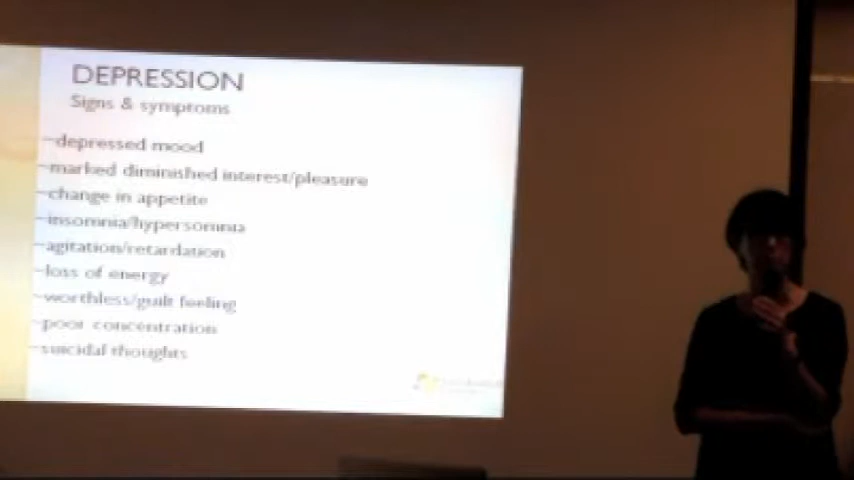 DEPRESSION
Signs & symptoms
~depressed mood
~marked diminished interest/pleasure
~change in appetite
~insomnia/hypersomnia
~agitation/retardation
~loss of energy
~worthless/guilt feeling
~poor concentration
~suicidal thoughts